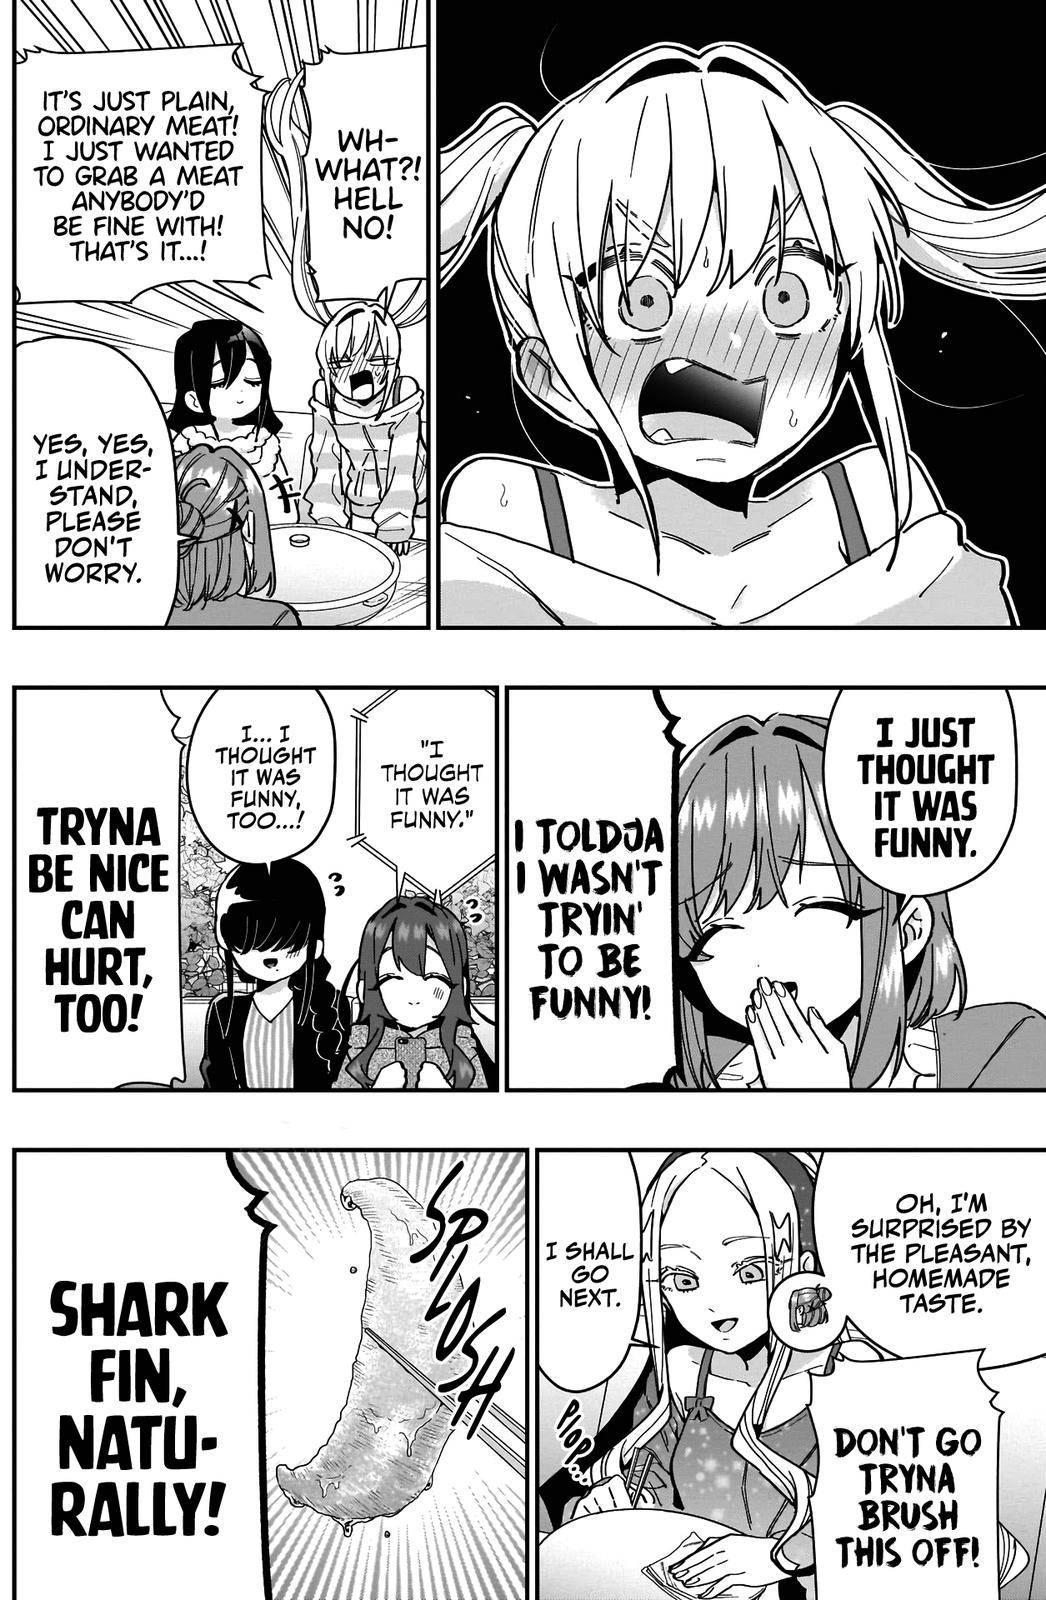 WH-
WHAT?!
HELL
NO!
IT'S JUST PLAIN,
ORDINARY MEAT!
I JUST WANTED
TO GRAB A MEAT
ANYBODY'D
BE FINE WITH!
THAT'S IT...!
YES, YES,
I UNDER-
STAND,
PLEASE
DON'T
WORRY.
I JUST
THOUGHT
IT WAS
FUNNY.
I TOLDJA
I WASN'T
TRYIN'
TO BE
FUNNY!
"I
THOUGHT
IT WAS
FUNNY."
I... I
THOUGHT
IT WAS
FUNNY,
TOO...!
TRYNA
BE NICE
CAN
HURT,
TOO!
OH, I'M
SURPRISED BY
THE PLEASANT,
HOMEMADE
TASTE.
DON'T GO
TRYNA
BRUSH
THIS OFF!
I SHALL
GO
NEXT.
PLOP...
SPLOSH
SHARK
FIN,
NATU-
RALLY!